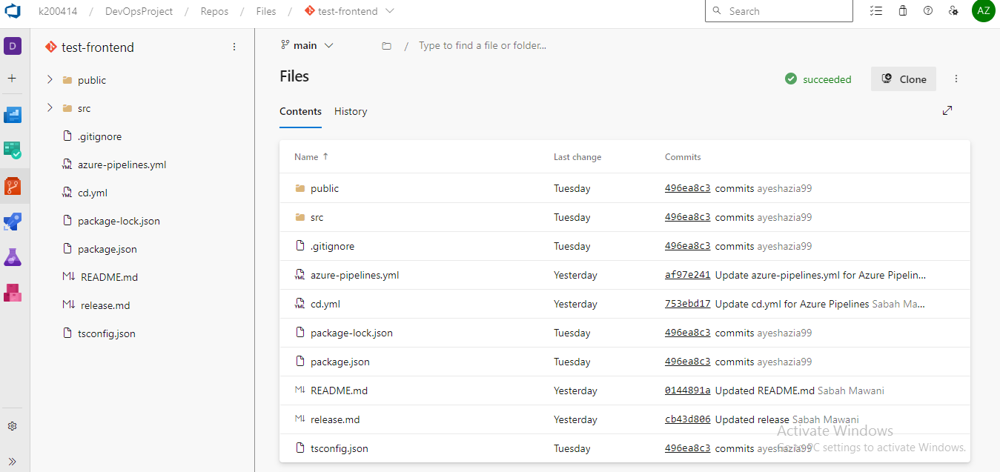 k200414 / DevOpsProject / Repos / Files / test-frontend
Search
AZ
D
test-frontend
public
src
.gitignore
YML azure-pipelines.yml
YML cd.yml
package-lock.json
package.json
M↓ README.md
M↓ release.md
tsconfig.json
main / Type to find a file or folder...
Files
succeeded
Clone
Contents History
Name ↑ Last change Commits
public Tuesday 496ea8c3 commits ayeshazia99
src Tuesday 496ea8c3 commits ayeshazia99
.gitignore Tuesday 496ea8c3 commits ayeshazia99
YML azure-pipelines.yml Yesterday af97e241 Update azure-pipelines.yml for Azure Pipelin...
YML cd.yml Yesterday 753ebd17 Update cd.yml for Azure Pipelines Sabah Ma...
package-lock.json Tuesday 496ea8c3 commits ayeshazia99
package.json Tuesday 496ea8c3 commits ayeshazia99
M↓ README.md Yesterday 0144891a Updated README.md Sabah Mawani
M↓ release.md Yesterday cb43d806 Updated release Sabah Mawani
tsconfig.json Tuesday 496ea8c3 commits ayeshazia99
Activate Windows
Go to PC settings to activate Windows.